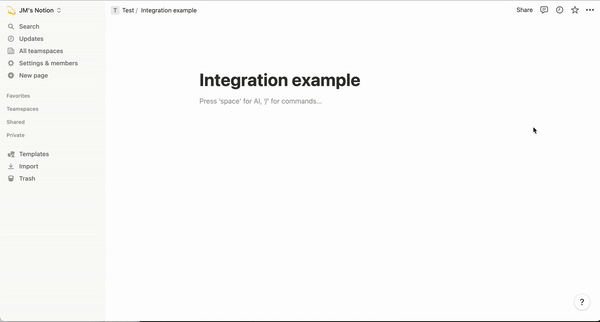 JM's Notion
T Test / Integration example
Share
Search
Updates
All teamspaces
Settings & members
New page
Favorites
Teamspaces
Shared
Private
Templates
Import
Trash
Integration example
Press 'space' for AI, '/' for commands...
?